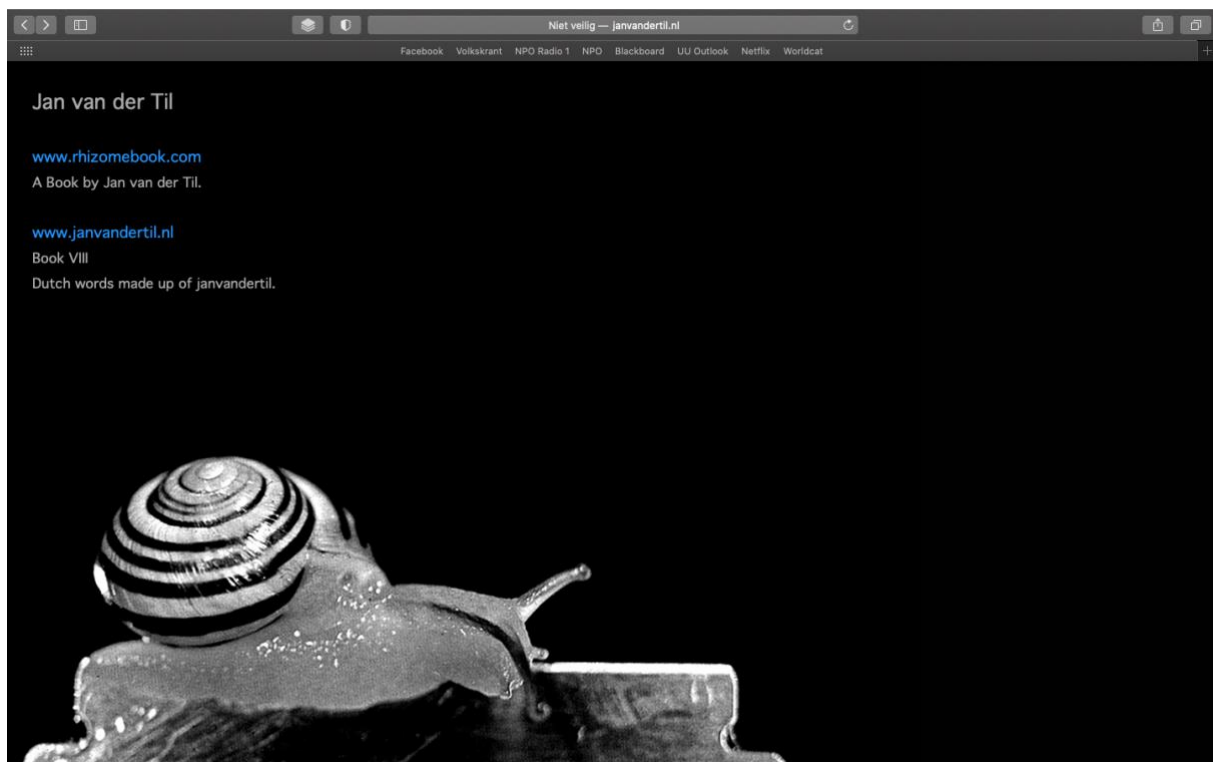 Niet veilig — janvandertil.nl
Facebook Volkskrant NPO Radio 1 NPO Blackboard UU Outlook Netflix Worldcat
Jan van der Til
www.rhizomebook.com
A Book by Jan van der Til.
www.janvandertil.nl
Book VIII
Dutch words made up of janvandertil.